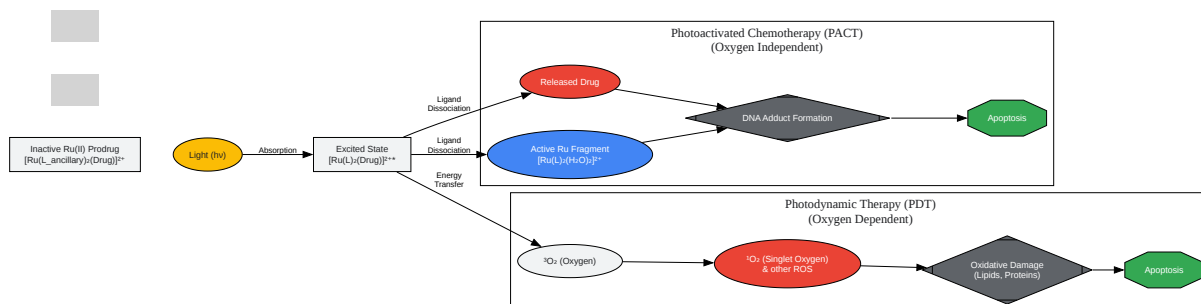 Photoactivated Chemotherapy (PACT)
(Oxygen Independent)
Released Drug
Ligand
Dissociation
DNA Adduct Formation
Apoptosis
Inactive Ru(II) Prodrug
[Ru(L_ancillary)₂(Drug)]²⁺
Light (hν)
Absorption
Excited State
[Ru(L)₂(Drug)]²⁺*
Ligand
Dissociation
Active Ru Fragment
[Ru(L)₂(H₂O)₂]²⁺
Energy
Transfer
Photodynamic Therapy (PDT)
(Oxygen Dependent)
³O₂ (Oxygen)
¹O₂ (Singlet Oxygen)
& other ROS
Oxidative Damage
(Lipids, Proteins)
Apoptosis